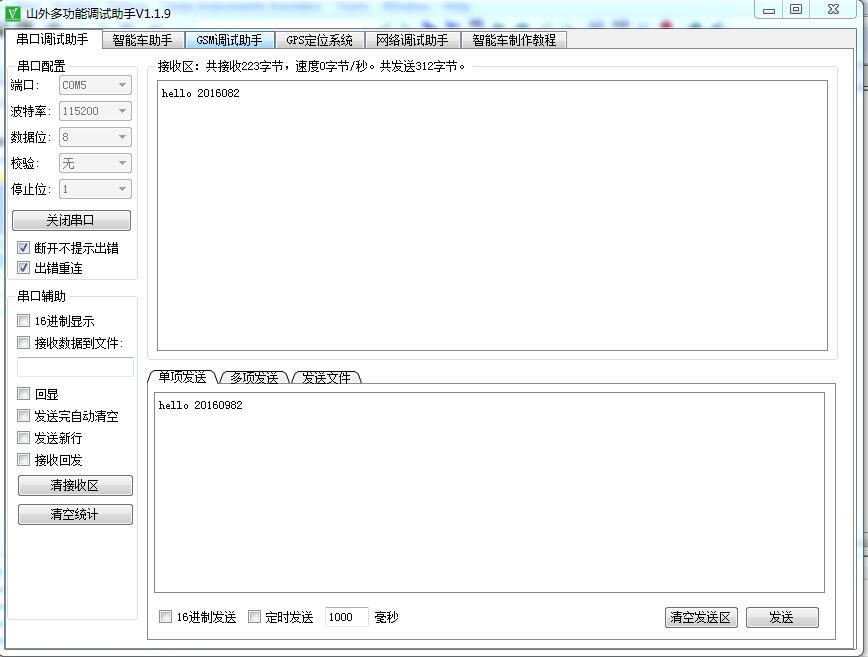 山外多功能调试助手V1.1.9
串口调试助手 智能车助手 GSM调试助手 GPS定位系统 网络调试助手 智能车制作教程
串口配置
端口: COM5
波特率: 115200
数据位: 8
校验: 无
停止位: 1
关闭串口
断开不提示出错
出错重连
串口辅助
16进制显示
接收数据到文件:
回显
发送完自动清空
发送新行
接收回发
清接收区
清空统计
接收区：共接收223字节，速度0字节/秒。共发送312字节。
hello 2016082
单项发送 多项发送 发送文件
hello 20160982
16进制发送 定时发送 1000 毫秒 清空发送区 发送